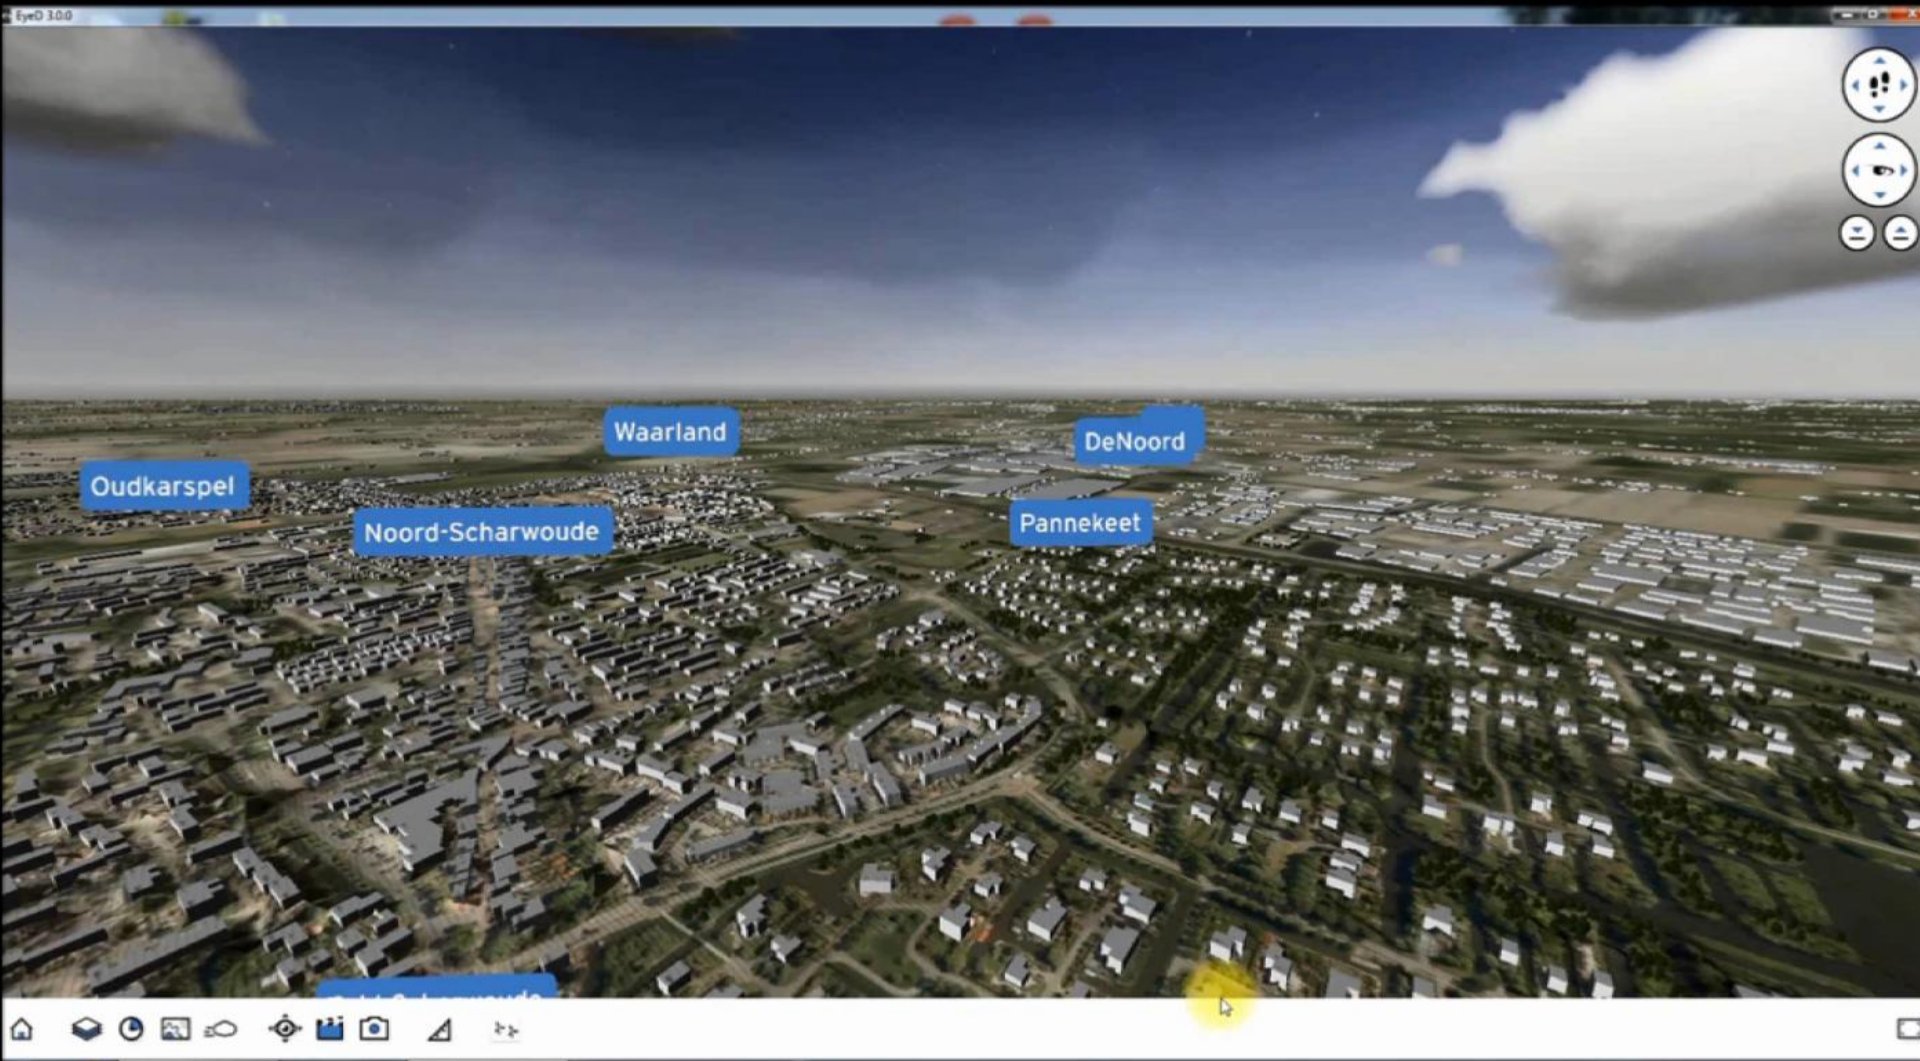 EyeD 3.0.0
Waarland
DeNoord
Oudkarspel
Pannekeet
Noord-Scharwoude